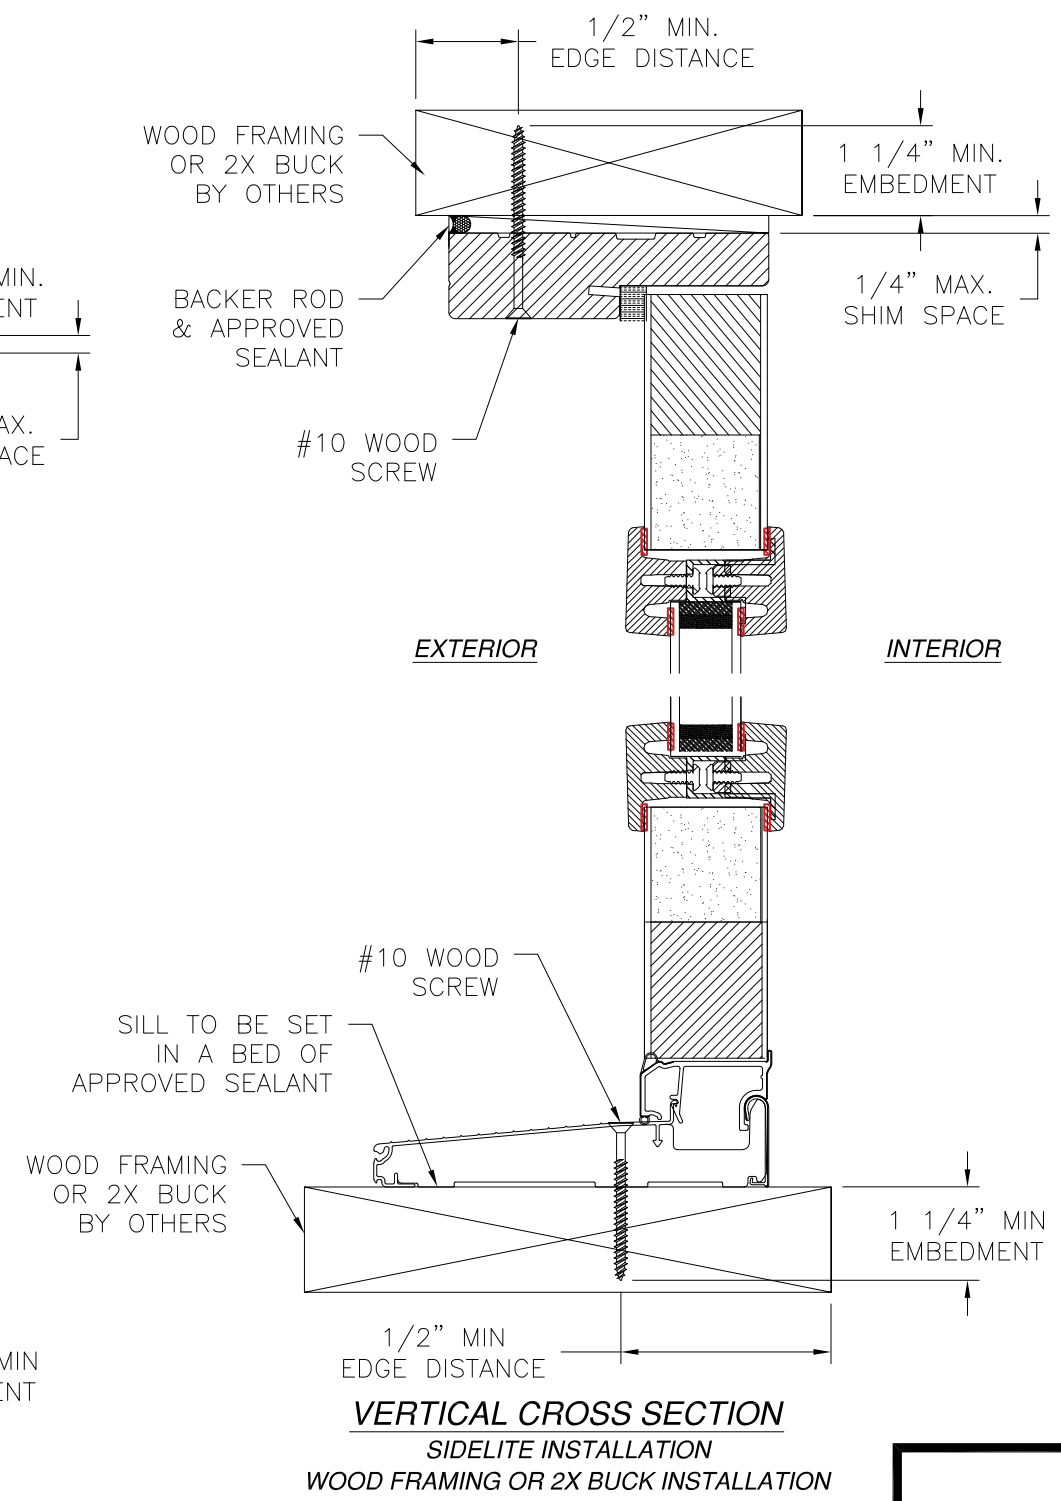 1/2” MIN.
EDGE DISTANCE
WOOD FRAMING
OR 2X BUCK
BY OTHERS
1 1/4” MIN.
EMBEDMENT
MIN.
BACKER ROD
& APPROVED
SEALANT
1/4” MAX.
SHIM SPACE
#10 WOOD
SCREW
EXTERIOR
INTERIOR
#10 WOOD
SCREW
SILL TO BE SET
IN A BED OF
APPROVED SEALANT
WOOD FRAMING
OR 2X BUCK
BY OTHERS
1 1/4” MIN
EMBEDMENT
1/2” MIN
EDGE DISTANCE
MIN
VERTICAL CROSS SECTION
SIDELITE INSTALLATION
WOOD FRAMING OR 2X BUCK INSTALLATION